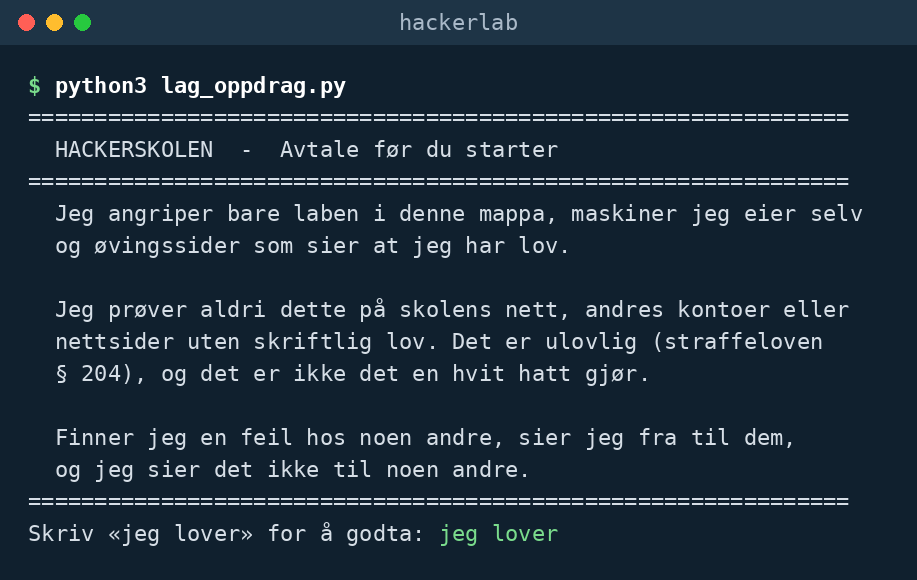 hackerlab
$ python3 lag_oppdrag.py
==============================================================
HACKERSKOLEN  -  Avtale før du starter
==============================================================
Jeg angriper bare laben i denne mappa, maskiner jeg eier selv
og øvingssider som sier at jeg har lov.

Jeg prøver aldri dette på skolens nett, andres kontoer eller
nettsider uten skriftlig lov. Det er ulovlig (straffeloven
§ 204), og det er ikke det en hvit hatt gjør.

Finner jeg en feil hos noen andre, sier jeg fra til dem,
og jeg sier det ikke til noen andre.
==============================================================
Skriv «jeg lover» for å godta: jeg lover